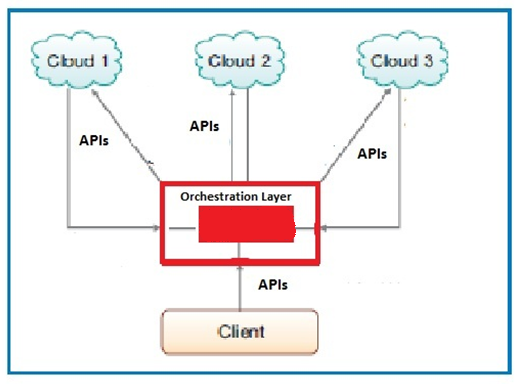 Cloud 1
Cloud 2
Cloud 3
APIs
APIs
APIs
Orchestration Layer
APIs
Client